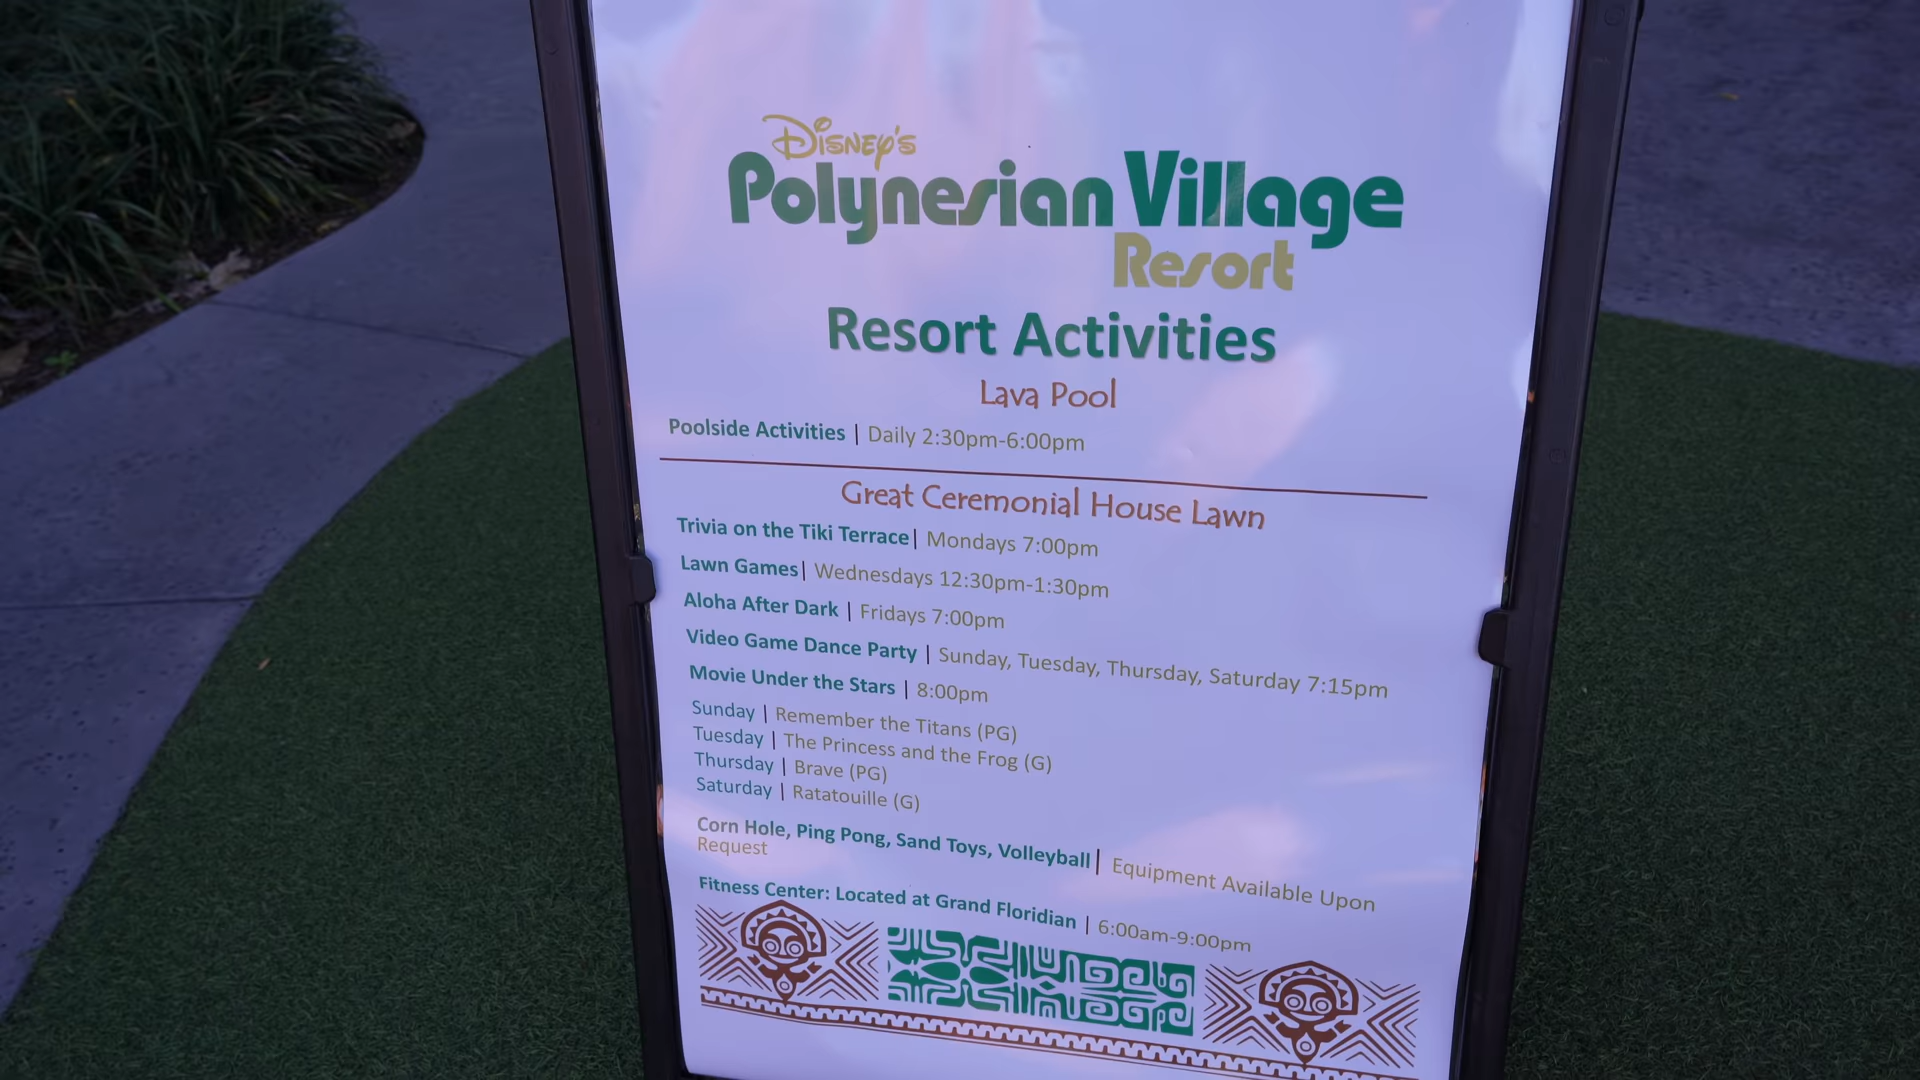 Disney's
Polynesian Village
Resort
Resort Activities
Lava Pool
Poolside Activities | Daily 2:30pm-6:00pm
Great Ceremonial House Lawn
Trivia on the Tiki Terrace| Mondays 7:00pm
Lawn Games| Wednesdays 12:30pm-1:30pm
Aloha After Dark | Fridays 7:00pm
Video Game Dance Party | Sunday, Tuesday, Thursday, Saturday 7:15pm
Movie Under the Stars | 8:00pm
Sunday | Remember the Titans (PG)
Tuesday | The Princess and the Frog (G)
Thursday | Brave (PG)
Saturday | Ratatouille (G)
Corn Hole, Ping Pong, Sand Toys, Volleyball| Equipment Available Upon
Request
Fitness Center: Located at Grand Floridian | 6:00am-9:00pm